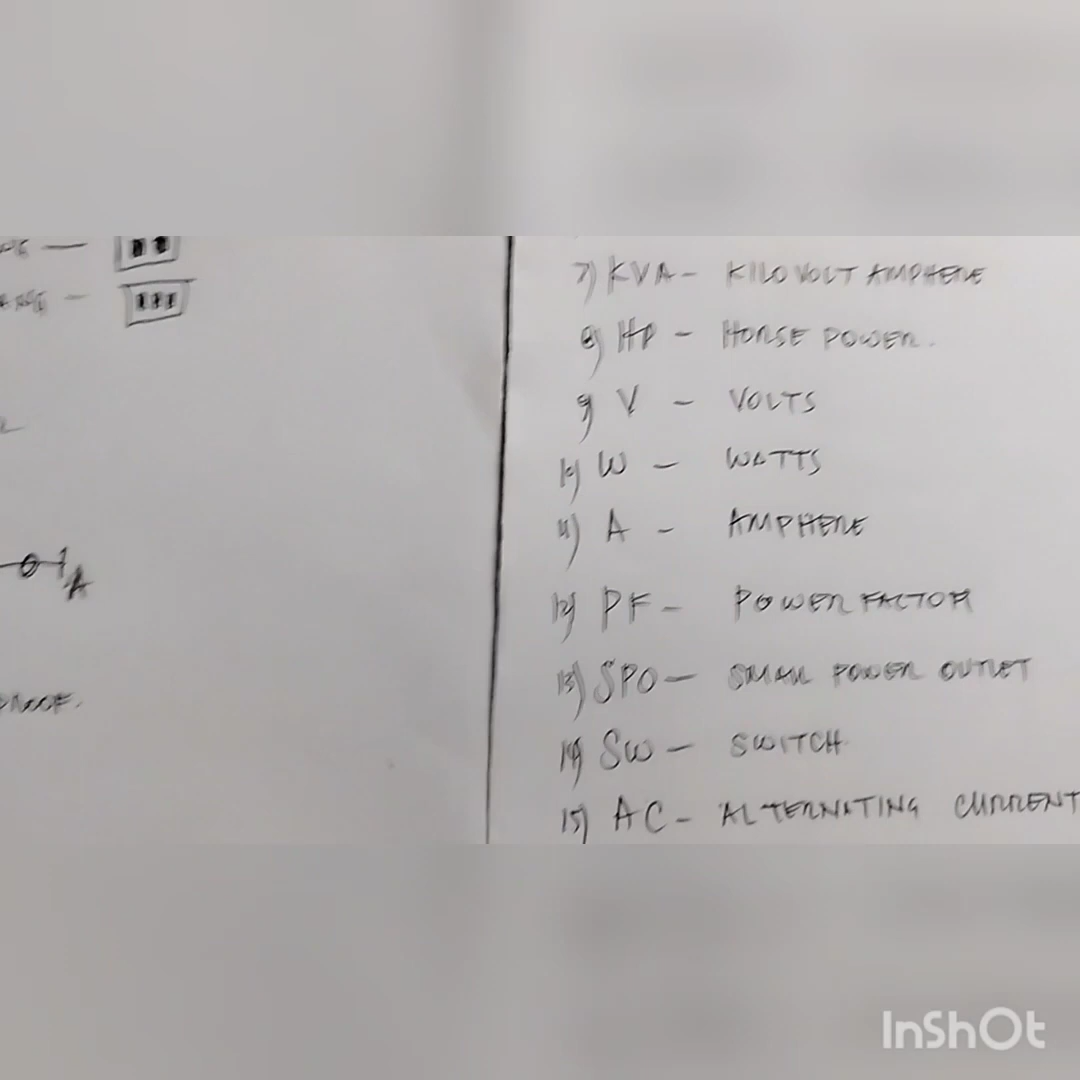 7) KVA - KILO VOLT AMPHERE
8) HP - HORSE POWER.
9) V - VOLTS
10) W - WATTS
11) A - AMPHERE
12) PF - POWER FACTOR
13) SPO - SMALL POWER OUTLET
14) SW - SWITCH
15) AC - ALTERNATING CURRENT
A
PROOF.
InShOt